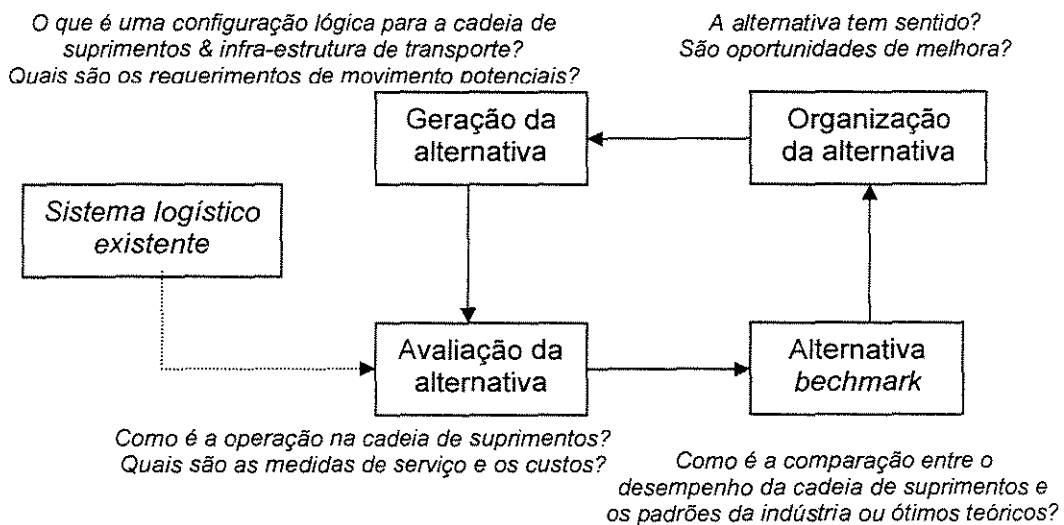 O que é uma configuração lógica para a cadeia de
suprimentos & infra-estrutura de transporte?
Quais são os requerimentos de movimento potenciais?
A alternativa tem sentido?
São oportunidades de melhora?
Geração da
alternativa
Organização
da alternativa
Sistema logístico
existente
Avaliação da
alternativa
Alternativa
bechmark
Como é a operação na cadeia de suprimentos?
Quais são as medidas de serviço e os custos?
Como é a comparação entre o
desempenho da cadeia de suprimentos e
os padrões da indústria ou ótimos teóricos?